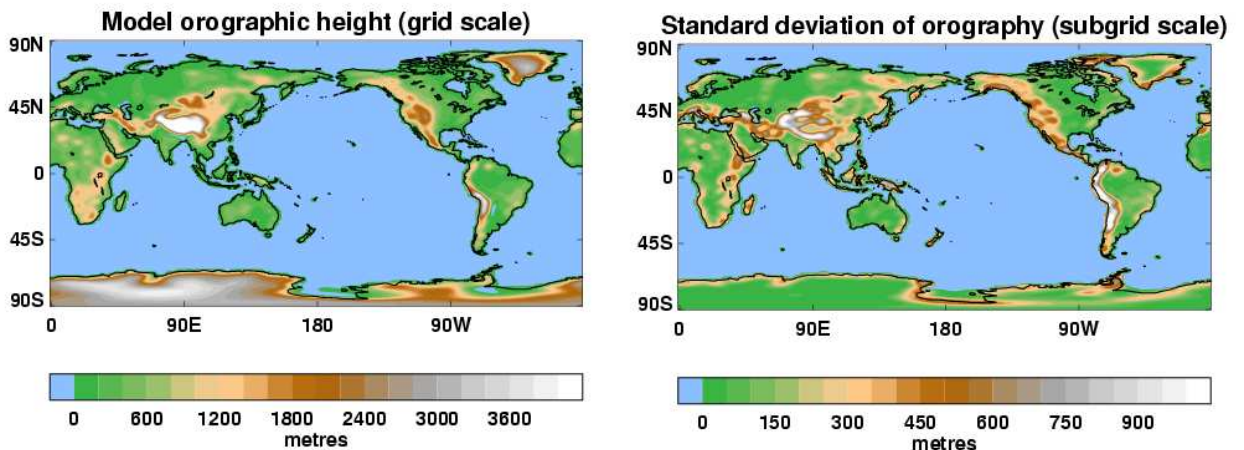 Model orographic height (grid scale)
90N
45N
0
45S
90S
0 90E 180 90W
0 600 1200 1800 2400 3000 3600
metres
Standard deviation of orography (subgrid scale)
90N
45N
0
45S
90S
0 90E 180 90W
0 150 300 450 600 750 900
metres